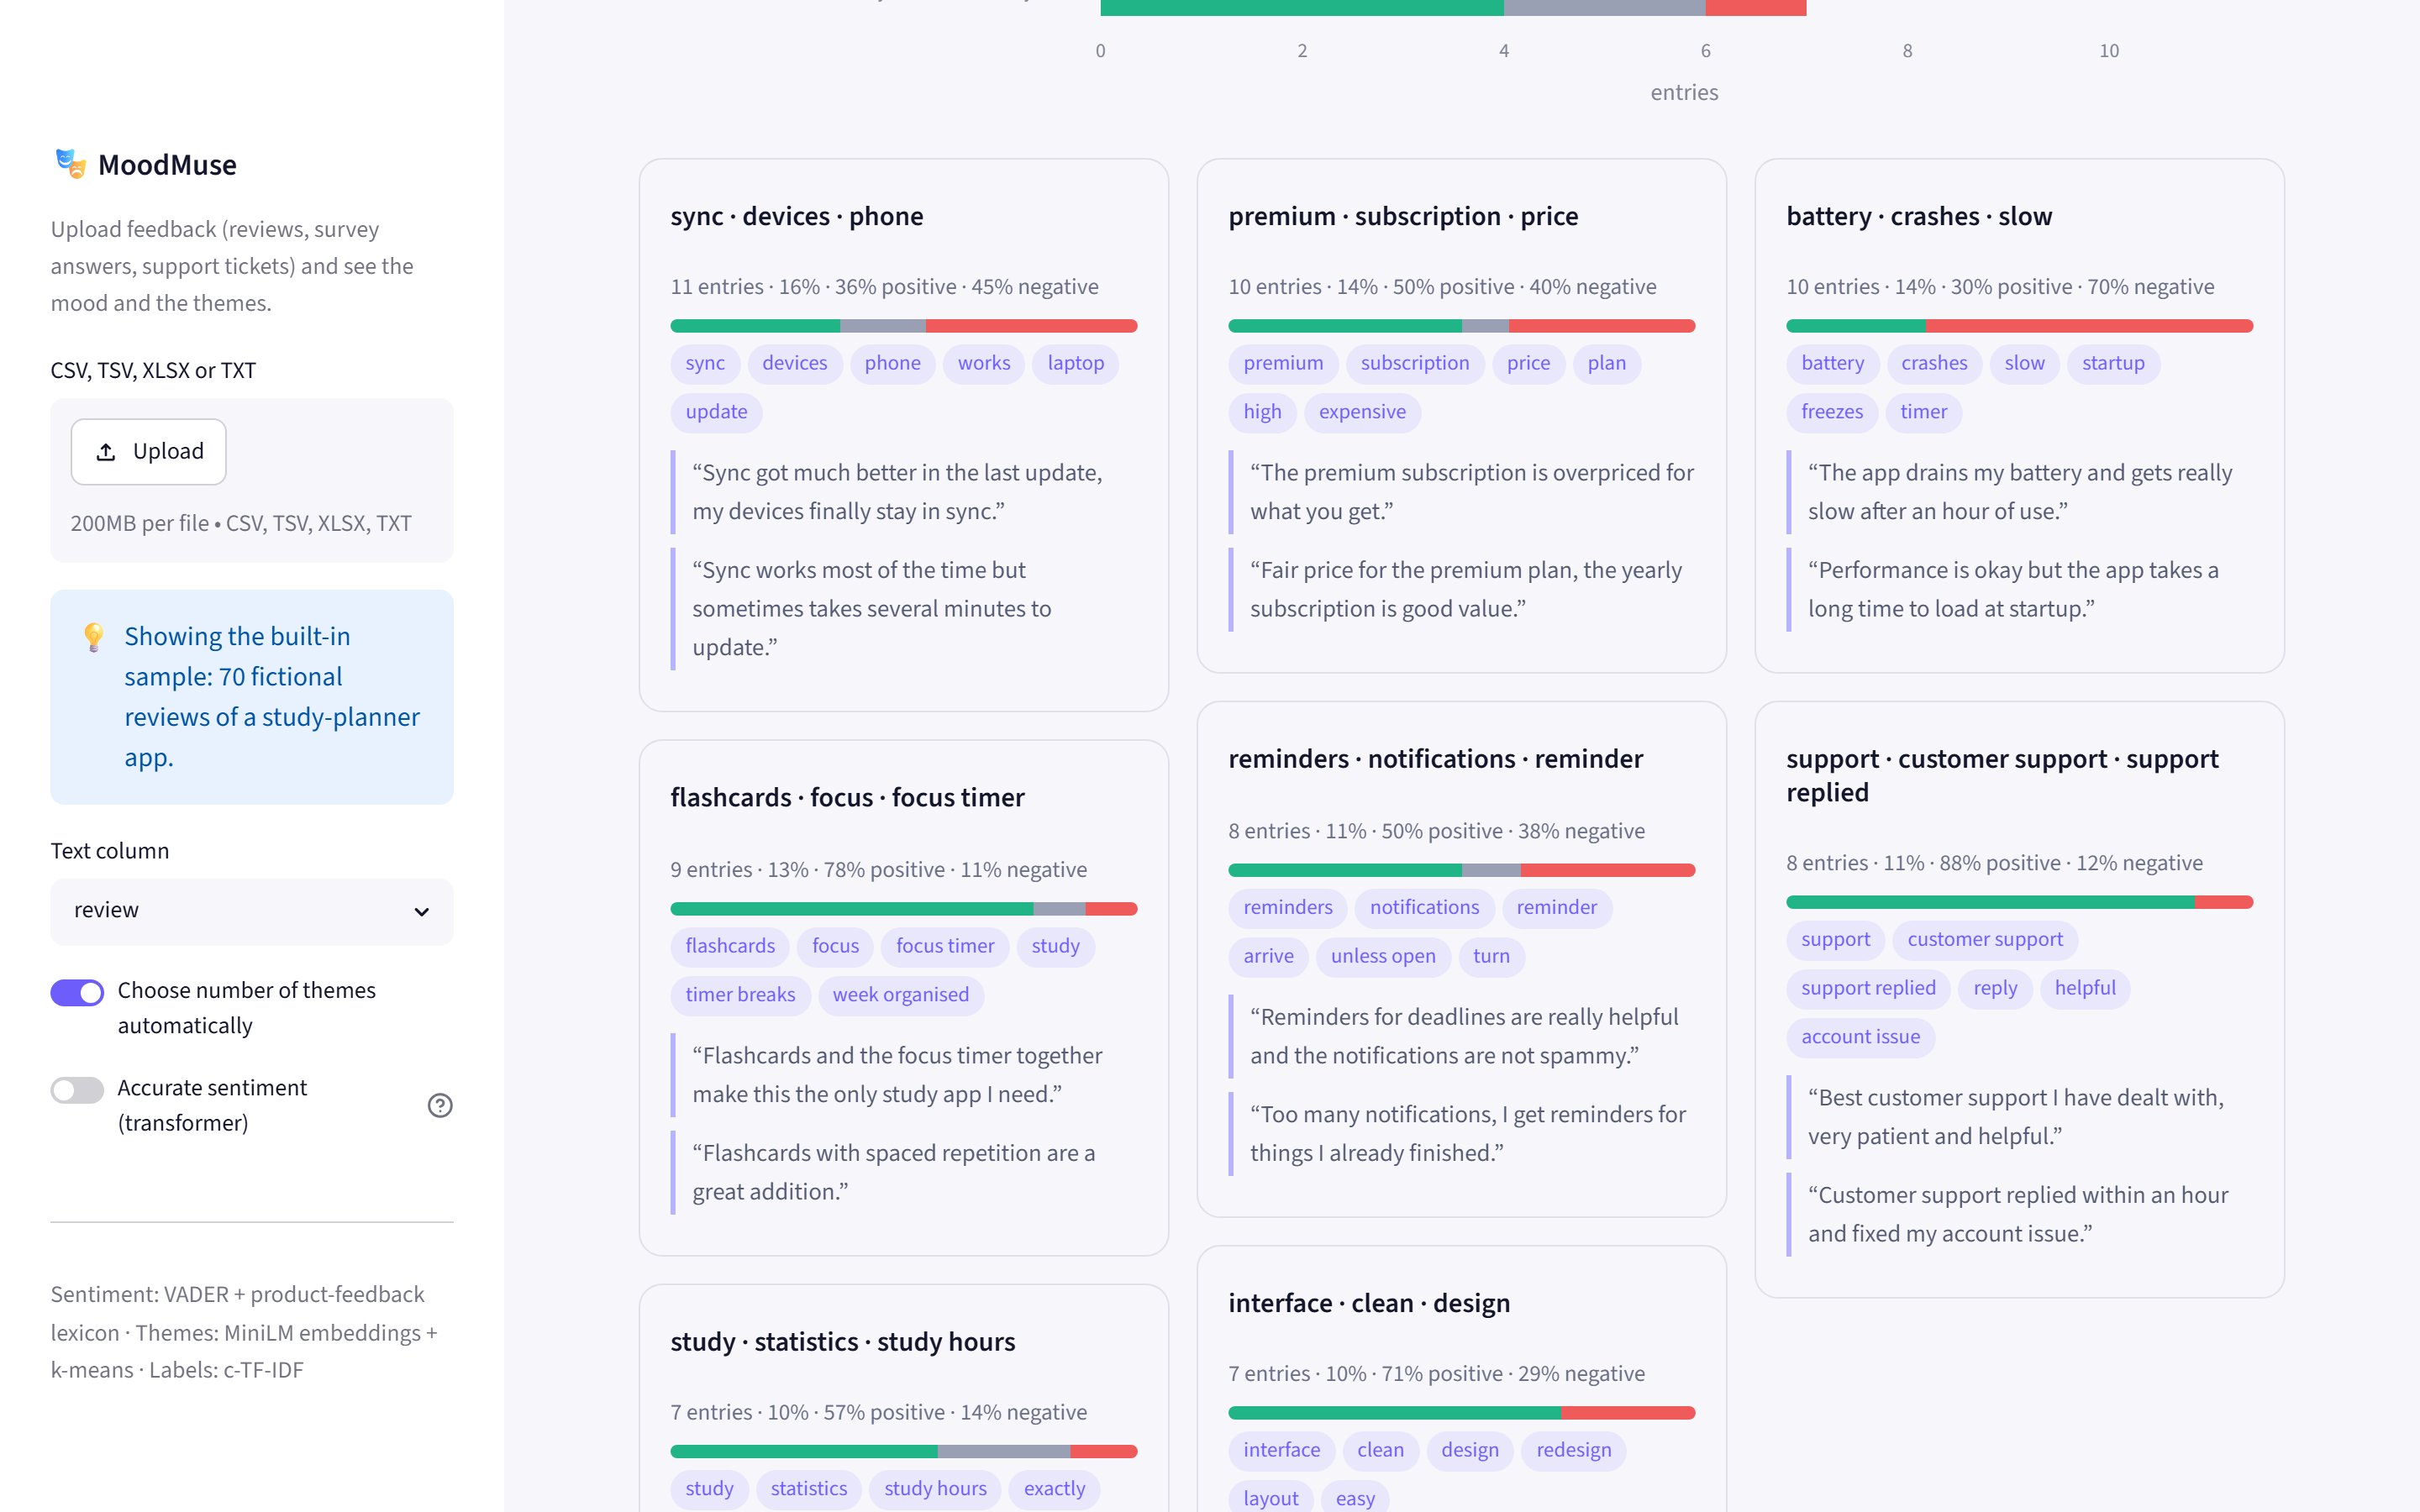 MoodMuse
Upload feedback (reviews, survey
answers, support tickets) and see the
mood and the themes.
CSV, TSV, XLSX or TXT
Upload
200MB per file • CSV, TSV, XLSX, TXT
Showing the built-in
sample: 70 fictional
reviews of a study-planner
app.
Text column
review
Choose number of themes
automatically
Accurate sentiment
(transformer)
Sentiment: VADER + product-feedback
lexicon · Themes: MiniLM embeddings +
k-means · Labels: c-TF-IDF
0 2 4 6 8 10
entries
sync · devices · phone
11 entries · 16% · 36% positive · 45% negative
sync devices phone works laptop
update
“Sync got much better in the last update,
my devices finally stay in sync.”
“Sync works most of the time but
sometimes takes several minutes to
update.”
flashcards · focus · focus timer
9 entries · 13% · 78% positive · 11% negative
flashcards focus focus timer study
timer breaks week organised
“Flashcards and the focus timer together
make this the only study app I need.”
“Flashcards with spaced repetition are a
great addition.”
study · statistics · study hours
7 entries · 10% · 57% positive · 14% negative
study statistics study hours exactly
premium · subscription · price
10 entries · 14% · 50% positive · 40% negative
premium subscription price plan
high expensive
“The premium subscription is overpriced for
what you get.”
“Fair price for the premium plan, the yearly
subscription is good value.”
reminders · notifications · reminder
8 entries · 11% · 50% positive · 38% negative
reminders notifications reminder
arrive unless open turn
“Reminders for deadlines are really helpful
and the notifications are not spammy.”
“Too many notifications, I get reminders for
things I already finished.”
interface · clean · design
7 entries · 10% · 71% positive · 29% negative
interface clean design redesign
layout easy
battery · crashes · slow
10 entries · 14% · 30% positive · 70% negative
battery crashes slow startup
freezes timer
“The app drains my battery and gets really
slow after an hour of use.”
“Performance is okay but the app takes a
long time to load at startup.”
support · customer support · support
replied
8 entries · 11% · 88% positive · 12% negative
support customer support
support replied reply helpful
account issue
“Best customer support I have dealt with,
very patient and helpful.”
“Customer support replied within an hour
and fixed my account issue.”